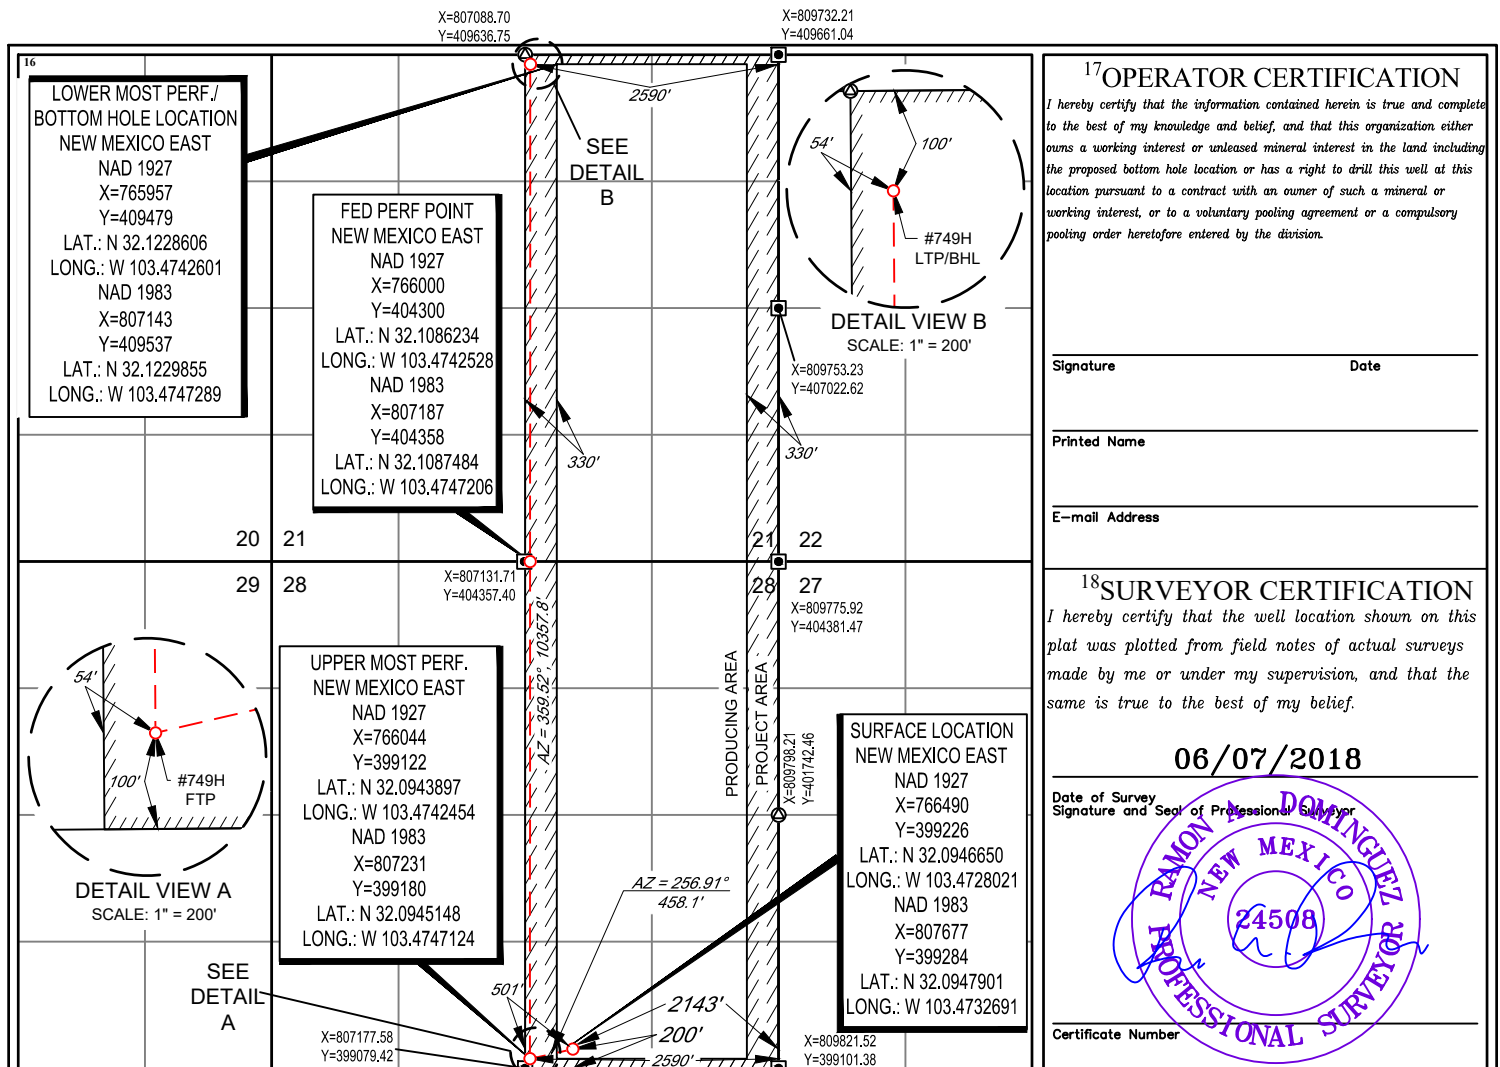 X=807088.70
Y=409636.75
X=809732.21
Y=409661.04
16
LOWER MOST PERF./
BOTTOM HOLE LOCATION
NEW MEXICO EAST
NAD 1927
X=765957
Y=409479
LAT.: N 32.1228606
LONG.: W 103.4742601
NAD 1983
X=807143
Y=409537
LAT.: N 32.1229855
LONG.: W 103.4747289
2590'
SEE
DETAIL
B
FED PERF POINT
NEW MEXICO EAST
NAD 1927
X=766000
Y=404300
LAT.: N 32.1086234
LONG.: W 103.4742528
NAD 1983
X=807187
Y=404358
LAT.: N 32.1087484
LONG.: W 103.4747206
54'
100'
#749H
LTP/BHL
DETAIL VIEW B
SCALE: 1" = 200'
X=809753.23
Y=407022.62
330'
330'
20 21
21 22
29 28
28 27
X=807131.71
Y=404357.40
X=809775.92
Y=404381.47
AZ = 359.52°, 10357.8'
PRODUCING AREA
PROJECT AREA
X=809798.21
Y=401742.46
54'
100'
#749H
FTP
DETAIL VIEW A
SCALE: 1" = 200'
UPPER MOST PERF.
NEW MEXICO EAST
NAD 1927
X=766044
Y=399122
LAT.: N 32.0943897
LONG.: W 103.4742454
NAD 1983
X=807231
Y=399180
LAT.: N 32.0945148
LONG.: W 103.4747124
SURFACE LOCATION
NEW MEXICO EAST
NAD 1927
X=766490
Y=399226
LAT.: N 32.0946650
LONG.: W 103.4728021
NAD 1983
X=807677
Y=399284
LAT.: N 32.0947901
LONG.: W 103.4732691
AZ = 256.91°
458.1'
SEE
DETAIL
A
501'
2143'
200'
2590'
X=807177.58
Y=399079.42
X=809821.52
Y=399101.38
17OPERATOR CERTIFICATION
I hereby certify that the information contained herein is true and complete
to the best of my knowledge and belief, and that this organization either
owns a working interest or unleased mineral interest in the land including
the proposed bottom hole location or has a right to drill this well at this
location pursuant to a contract with an owner of such a mineral or
working interest, or to a voluntary pooling agreement or a compulsory
pooling order heretofore entered by the division.
Signature Date
Printed Name
E-mail Address
18SURVEYOR CERTIFICATION
I hereby certify that the well location shown on this
plat was plotted from field notes of actual surveys
made by me or under my supervision, and that the
same is true to the best of my belief.
06/07/2018
Date of Survey
Signature and Seal of Professional Surveyor
RAMON A. DOMINGUEZ
NEW MEXICO
24508
PROFESSIONAL SURVEYOR
Certificate Number